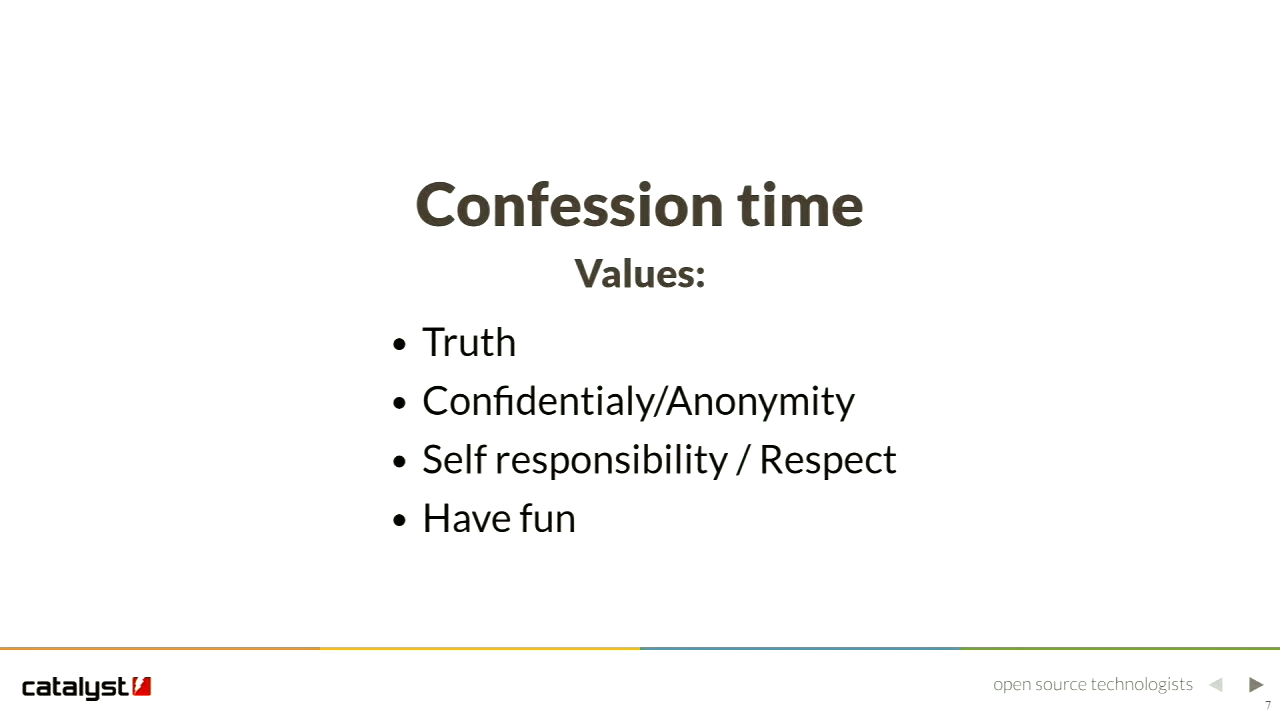 Confession time
Values:
• Truth
• Confidentialy/Anonymity
• Self responsibility / Respect
• Have fun
catalyst
open source technologists
7